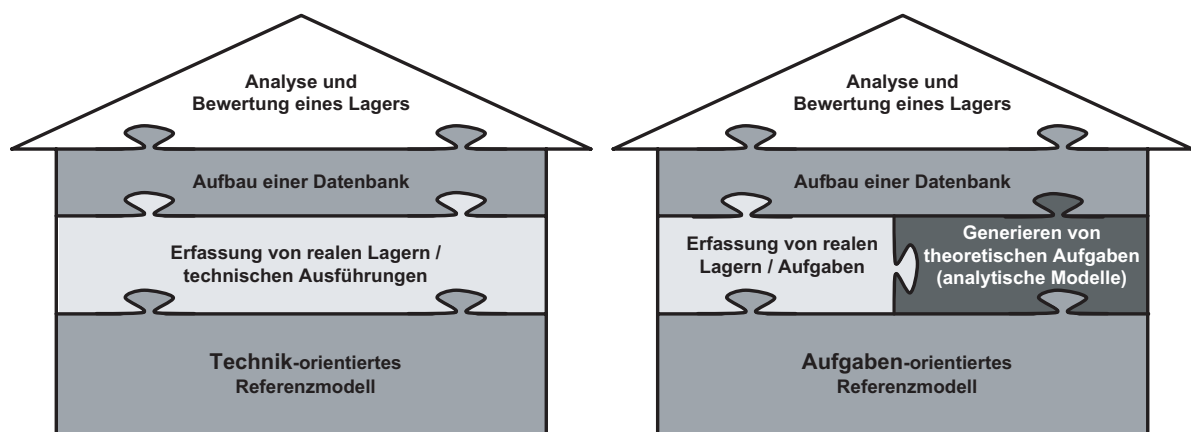 Analyse und
Bewertung eines Lagers
Aufbau einer Datenbank
Erfassung von realen Lagern /
technischen Ausführungen
Technik-orientiertes
Referenzmodell
Analyse und
Bewertung eines Lagers
Aufbau einer Datenbank
Erfassung von realen
Lagern / Aufgaben
Generieren von
theoretischen Aufgaben
(analytische Modelle)
Aufgaben-orientiertes
Referenzmodell